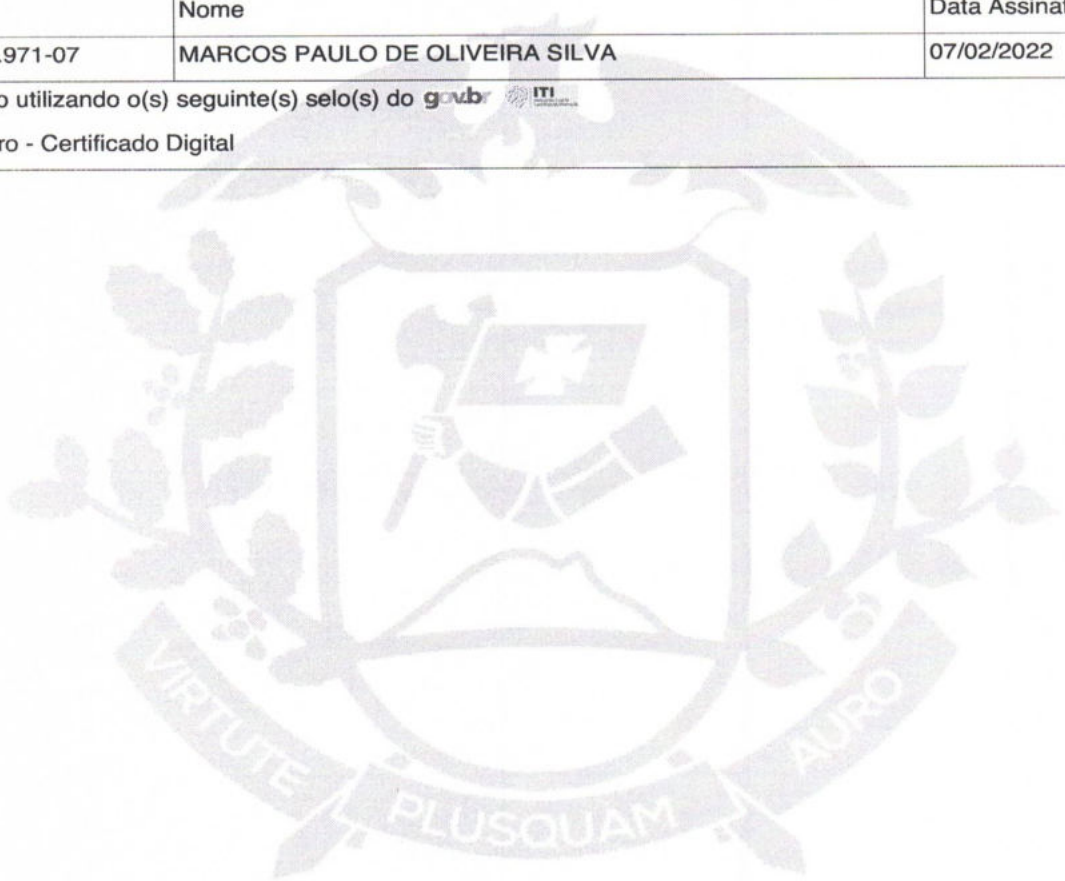 Nome Data Assinat
.971-07 MARCOS PAULO DE OLIVEIRA SILVA 07/02/2022
o utilizando o(s) seguinte(s) selo(s) do gov.br ITI
ro - Certificado Digital
VIRTUTE PLUSQUAM AURO